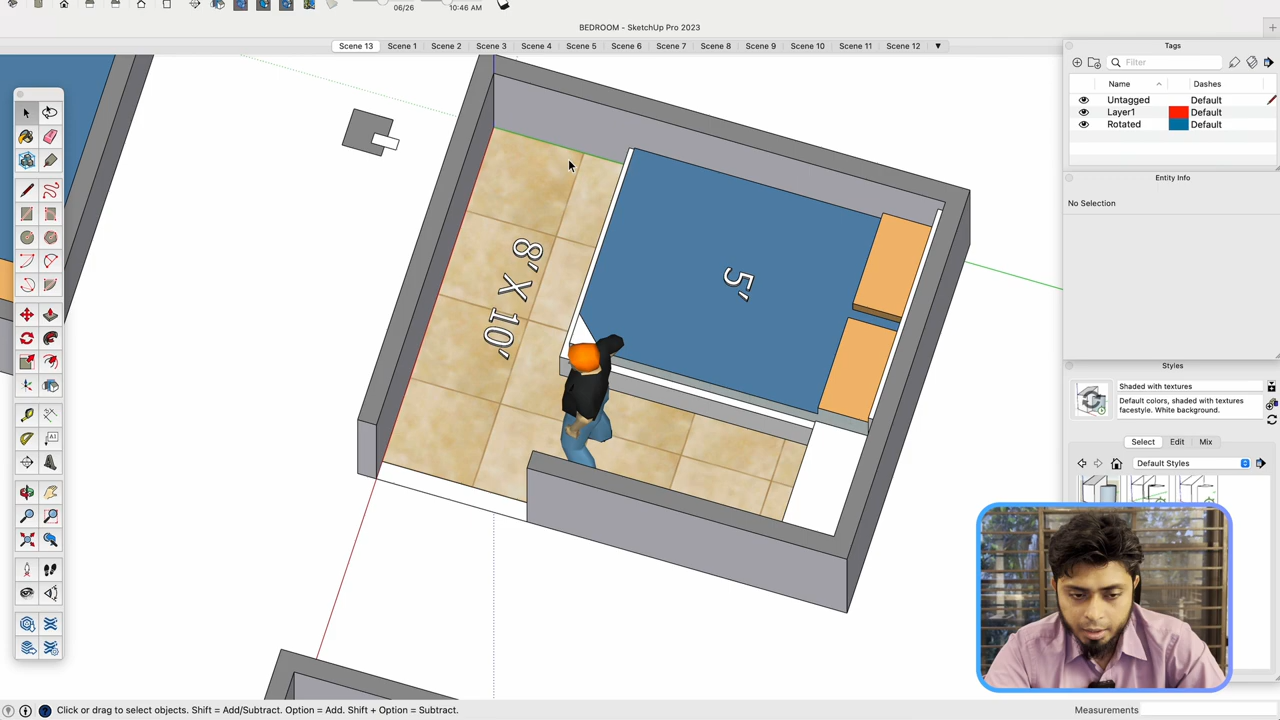 06/26
10:46 AM
BEDROOM - SketchUp Pro 2023
Scene 13 Scene 1 Scene 2 Scene 3 Scene 4 Scene 5 Scene 6 Scene 7 Scene 8 Scene 9 Scene 10 Scene 11 Scene 12
Tags
Filter
Name Dashes
Untagged Default
Layer1 Default
Rotated Default
Entity Info
No Selection
8' X 10'
5'
Styles
Shaded with textures
Default colors, shaded with textures
facestyle. White background.
Select Edit Mix
Default Styles
Click or drag to select objects. Shift = Add/Subtract. Option = Add. Shift + Option = Subtract.
Measurements